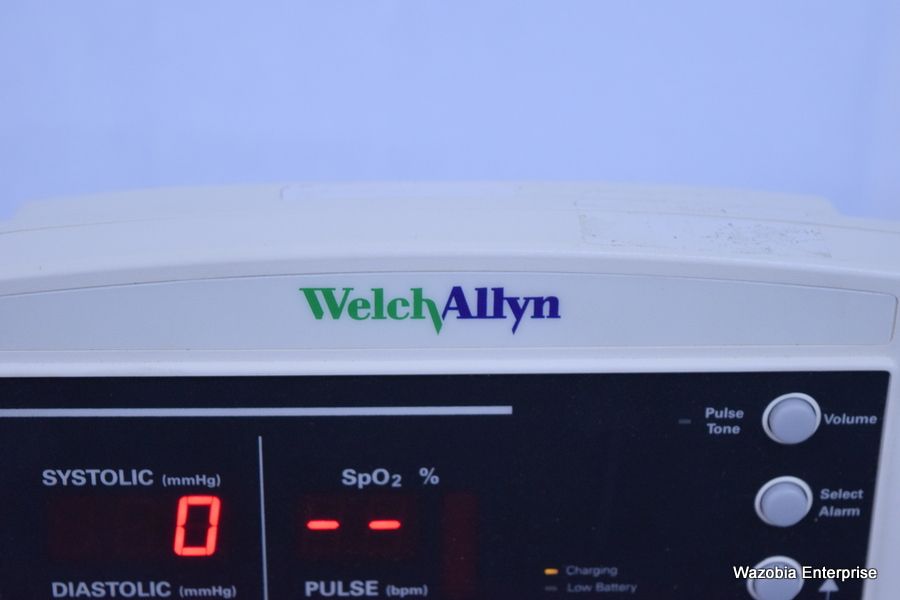 WelchAllyn
Pulse Tone
Volume
SYSTOLIC (mmHg)
SpO2 %
0
- -
Select Alarm
Charging
Low Battery
DIASTOLIC (mmHg)
PULSE (bpm)
Wazobia Enterprise